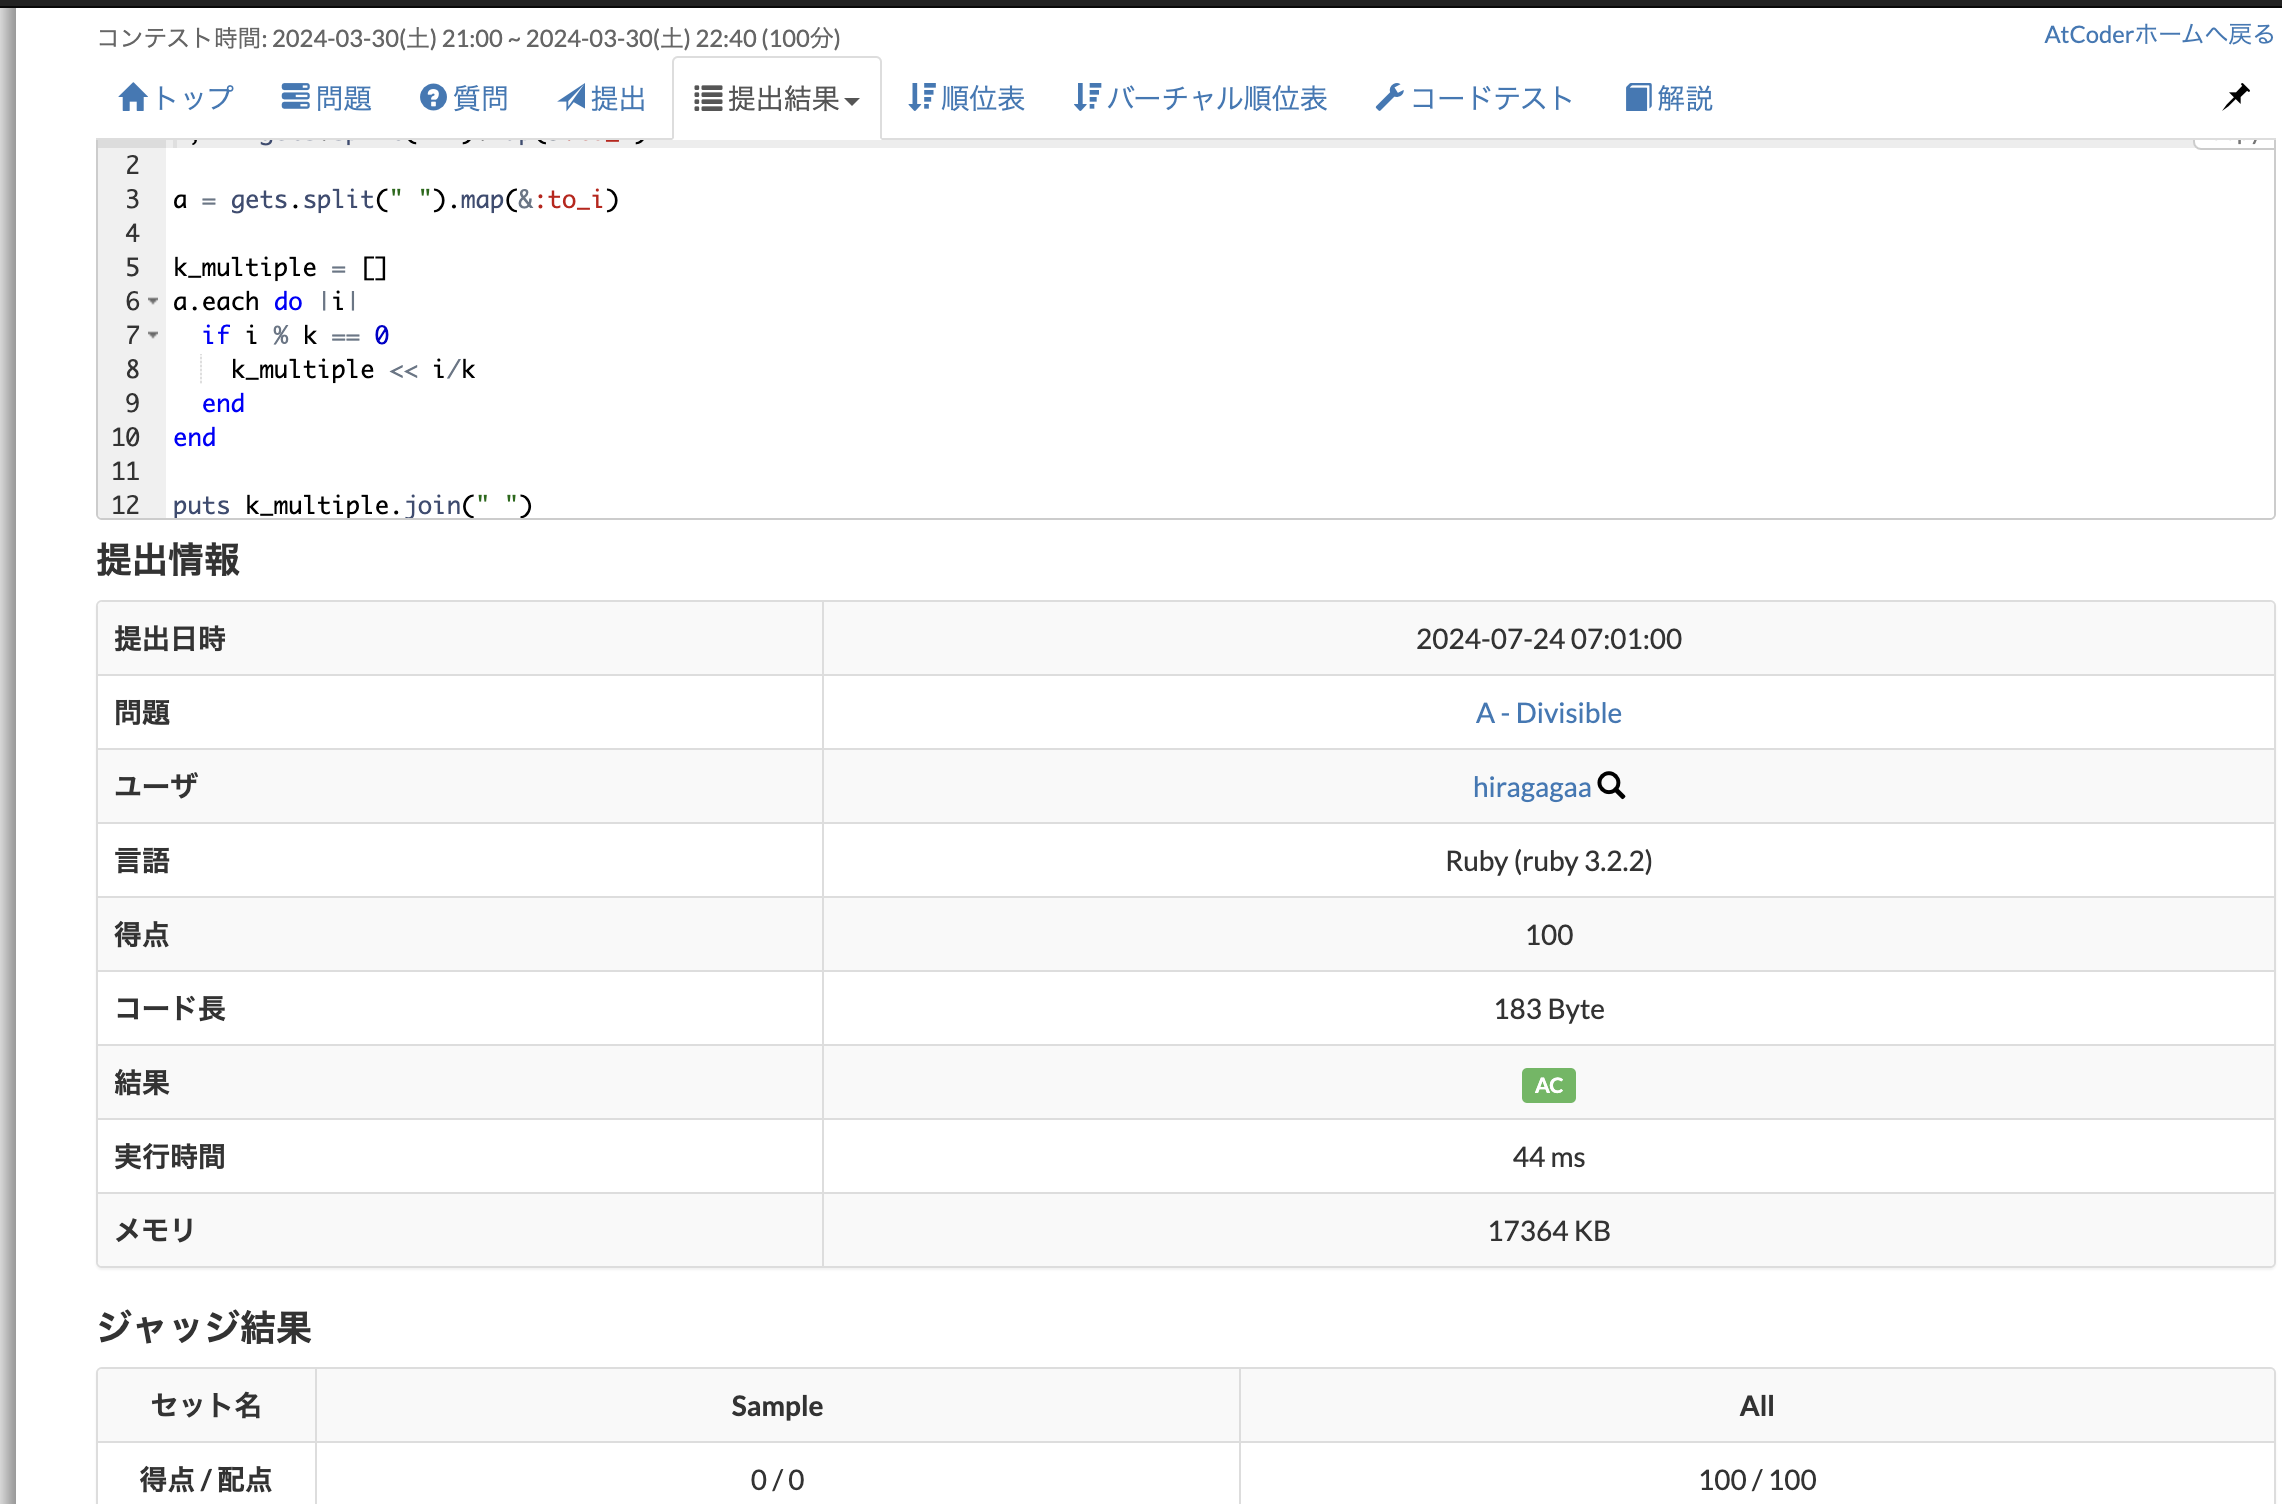 コンテスト時間: 2024-03-30(土) 21:00 ~ 2024-03-30(土) 22:40 (100分)
AtCoderホームへ戻る
トップ 問題 質問 提出 提出結果 順位表 バーチャル順位表 コードテスト 解説
2
3 a = gets.split(" ").map(&:to_i)
4
5 k_multiple = []
6 a.each do |i|
7 if i % k == 0
8 k_multiple << i/k
9 end
10 end
11
12 puts k_multiple.join(" ")
提出情報
提出日時 2024-07-24 07:01:00
問題 A - Divisible
ユーザ hiragagaa
言語 Ruby (ruby 3.2.2)
得点 100
コード長 183 Byte
結果 AC
実行時間 44 ms
メモリ 17364 KB
ジャッジ結果
セット名 Sample All
得点 / 配点 0 / 0 100 / 100